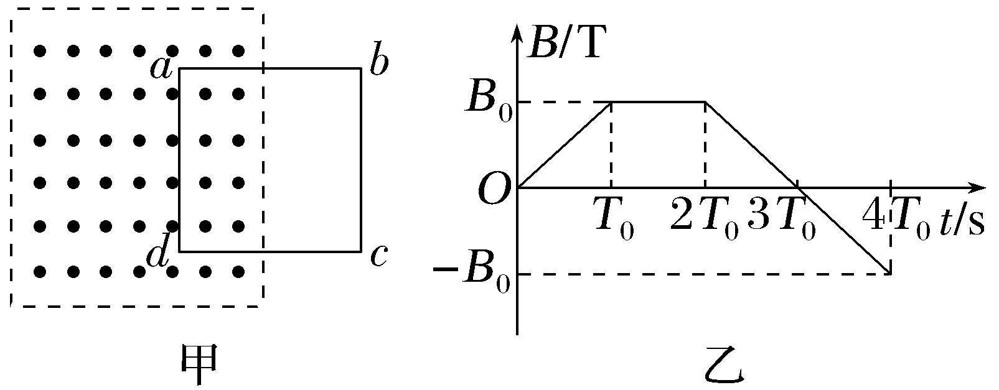 a
b
d
c
甲
B/T
B₀
O
T₀
2T₀
3T₀
4T₀
t/s
−B₀
乙